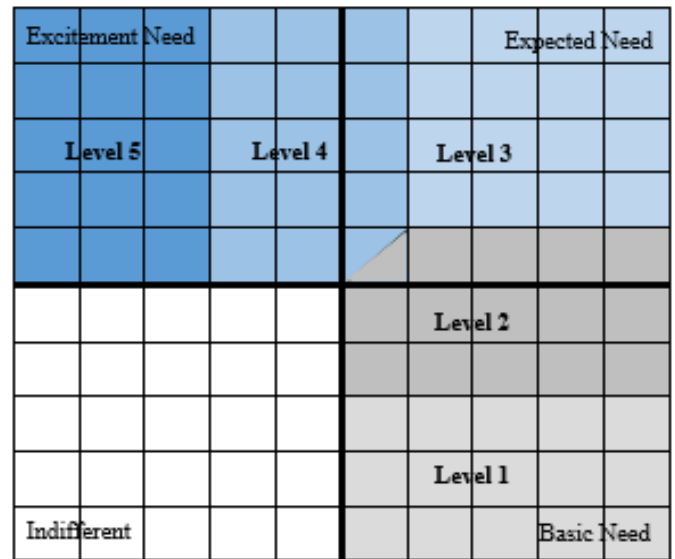 Excitement Need
Expected Need
Level 5
Level 4
Level 3
Level 2
Level 1
Indifferent
Basic Need